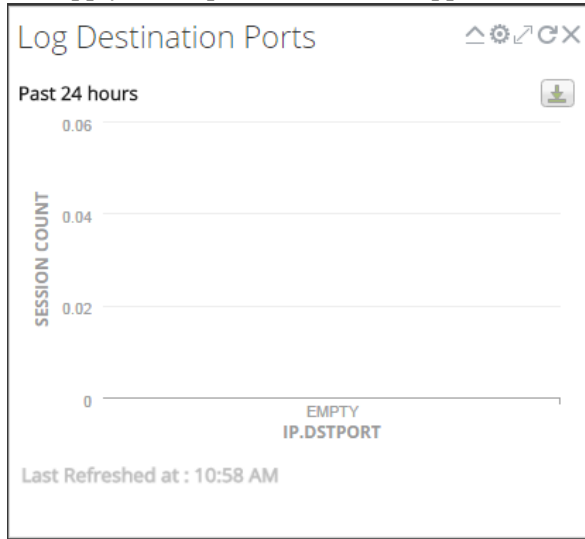 Log Destination Ports
Past 24 hours
0.06
0.04
0.02
0
SESSION COUNT
EMPTY
IP.DSTPORT
Last Refreshed at : 10:58 AM